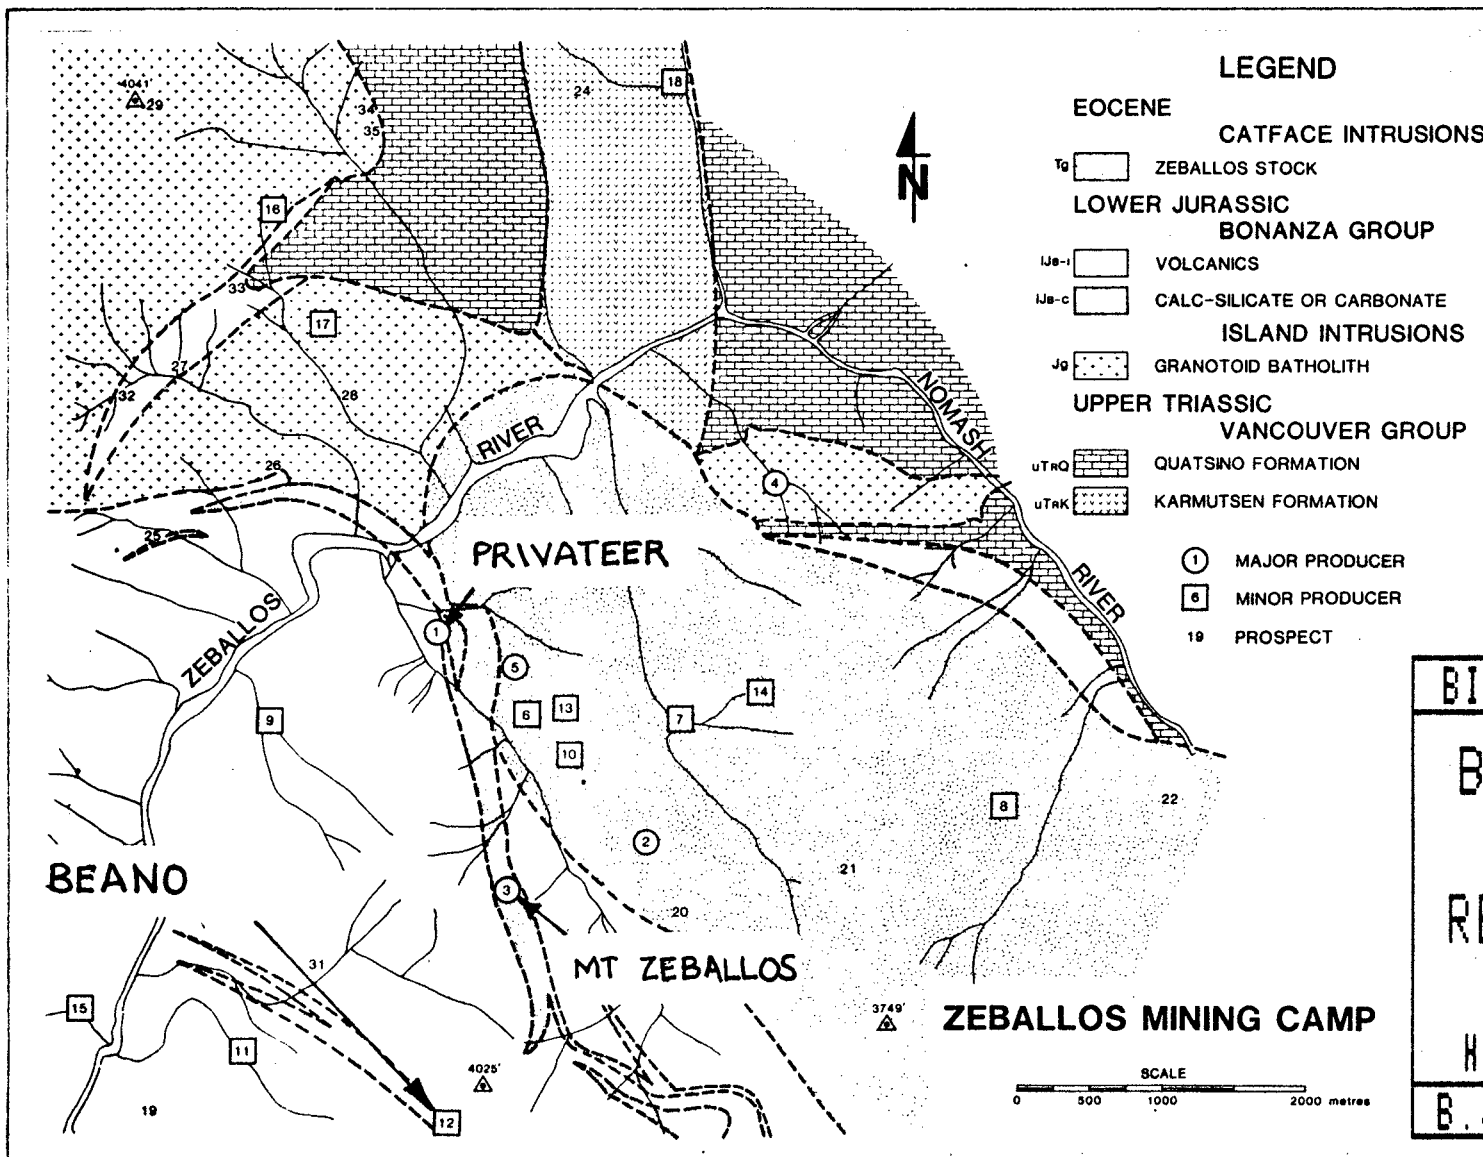 LEGEND
EOCENE
CATFACE INTRUSIONS
Tg ZEBALLOS STOCK
LOWER JURASSIC
BONANZA GROUP
lJB-l VOLCANICS
lJB-c CALC-SILICATE OR CARBONATE
ISLAND INTRUSIONS
Jg GRANOTOID BATHOLITH
UPPER TRIASSIC
VANCOUVER GROUP
uTRQ QUATSINO FORMATION
uTRK KARMUTSEN FORMATION
1 MAJOR PRODUCER
6 MINOR PRODUCER
19 PROSPECT
N
4041'
29
34
35
24
18
16
33
17
27
32
28
26
25
RIVER
NOMASH
4
RIVER
PRIVATEER
ZEBALLOS
1
5
6
13
14
7
10
9
8
22
2
21
20
3
BEANO
MT ZEBALLOS
31
15
11
19
12
4025'
3749'
ZEBALLOS MINING CAMP
SCALE
0 500 1000 2000 metres
BI
RE
H
B.